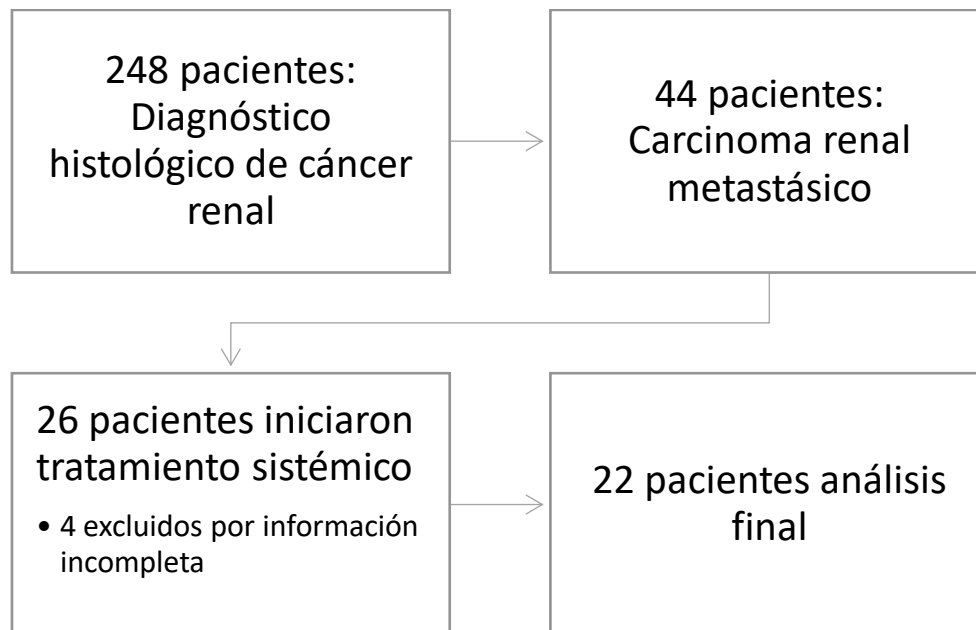 248 pacientes:
Diagnóstico
histológico de cáncer
renal
44 pacientes:
Carcinoma renal
metastásico
26 pacientes iniciaron
tratamiento sistémico
• 4 excluidos por información
incompleta
22 pacientes análisis
final